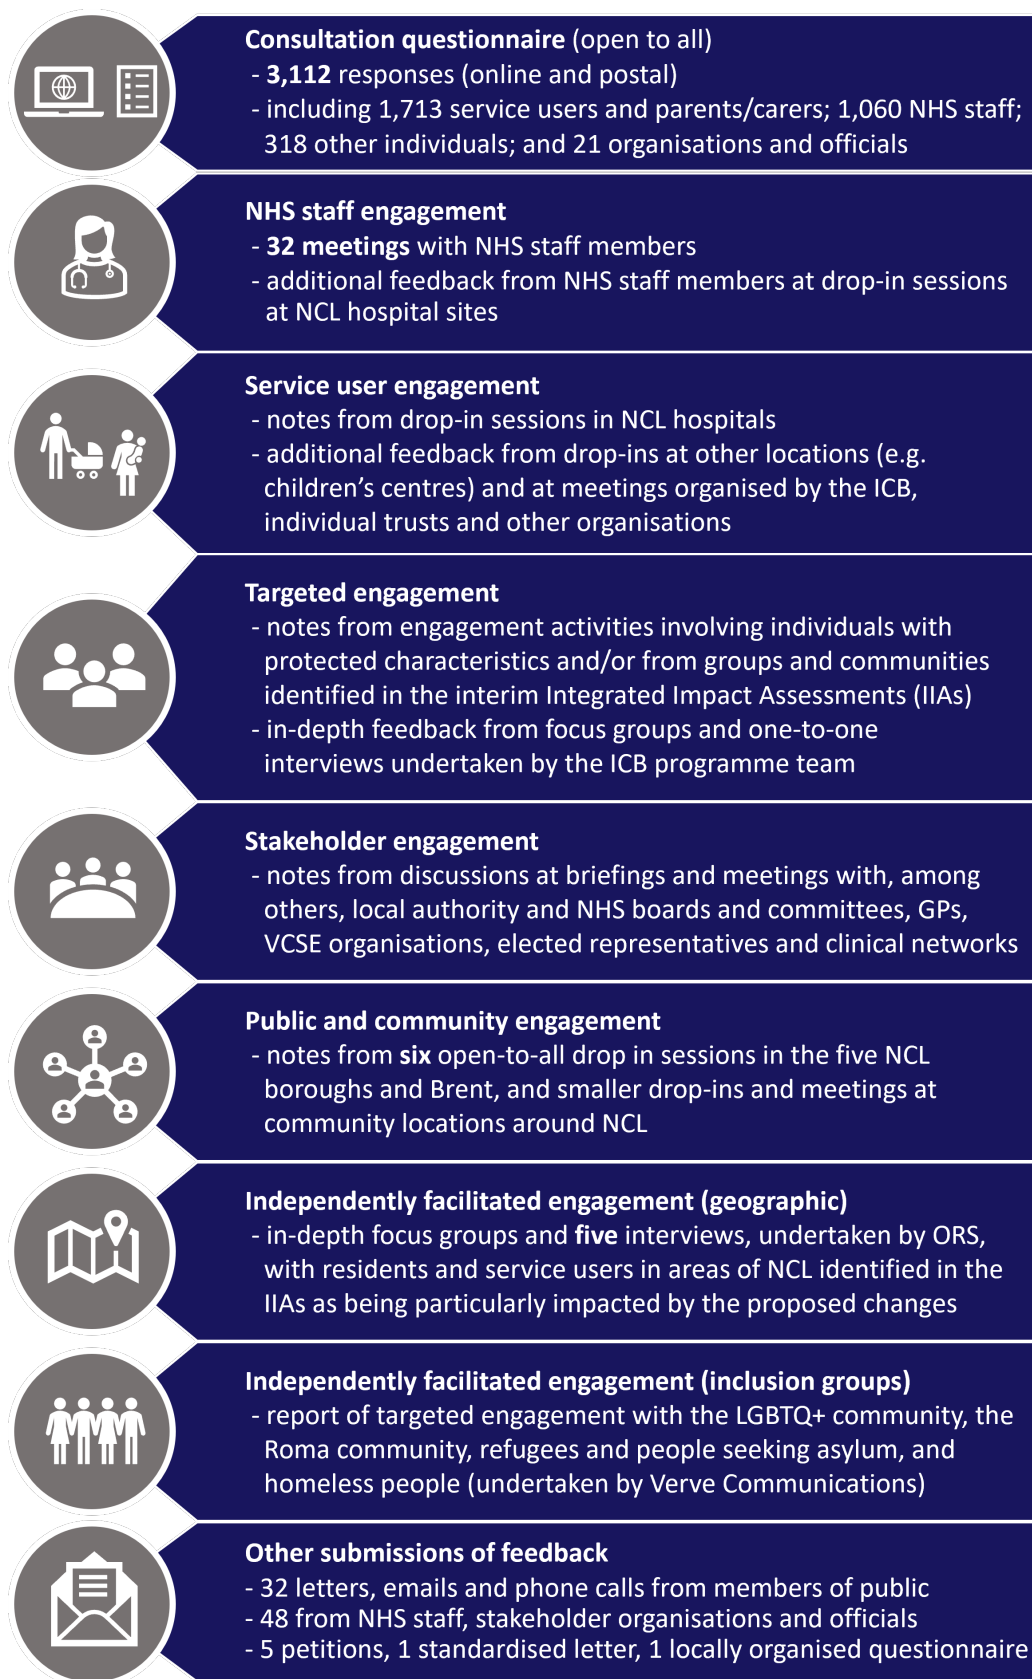 Consultation questionnaire (open to all)
- 3,112 responses (online and postal)
- including 1,713 service users and parents/carers; 1,060 NHS staff;
318 other individuals; and 21 organisations and officials
NHS staff engagement
- 32 meetings with NHS staff members
- additional feedback from NHS staff members at drop-in sessions
at NCL hospital sites
Service user engagement
- notes from drop-in sessions in NCL hospitals
- additional feedback from drop-ins at other locations (e.g.
children's centres) and at meetings organised by the ICB,
individual trusts and other organisations
Targeted engagement
- notes from engagement activities involving individuals with
protected characteristics and/or from groups and communities
identified in the interim Integrated Impact Assessments (IIAs)
- in-depth feedback from focus groups and one-to-one
interviews undertaken by the ICB programme team
Stakeholder engagement
- notes from discussions at briefings and meetings with, among
others, local authority and NHS boards and committees, GPs,
VCSE organisations, elected representatives and clinical networks
Public and community engagement
- notes from six open-to-all drop in sessions in the five NCL
boroughs and Brent, and smaller drop-ins and meetings at
community locations around NCL
Independently facilitated engagement (geographic)
- in-depth focus groups and five interviews, undertaken by ORS,
with residents and service users in areas of NCL identified in the
IIAs as being particularly impacted by the proposed changes
Independently facilitated engagement (inclusion groups)
- report of targeted engagement with the LGBTQ+ community, the
Roma community, refugees and people seeking asylum, and
homeless people (undertaken by Verve Communications)
Other submissions of feedback
- 32 letters, emails and phone calls from members of public
- 48 from NHS staff, stakeholder organisations and officials
- 5 petitions, 1 standardised letter, 1 locally organised questionnaire